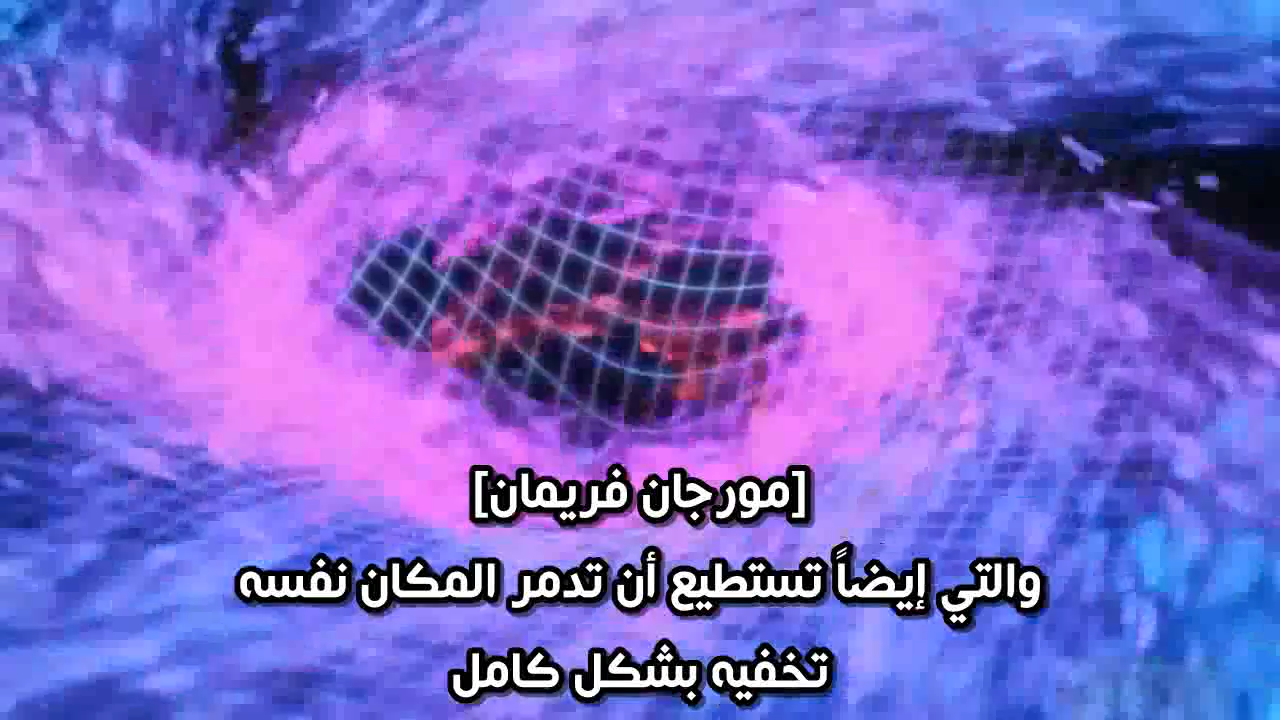 [مورجان فريمان]
والتي إيضاً تستطيع أن تدمر المكان نفسه
تخفيه بشكل كامل